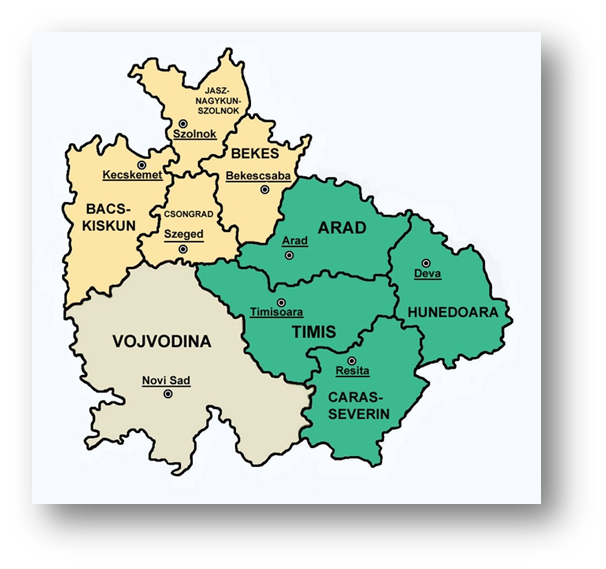 JASZ-
NAGYKUN-
SZOLNOK
Szolnok
BEKES
Kecskemet
Bekescsaba
BACS-
KISKUN
CSONGRAD
Szeged
ARAD
Arad
Deva
HUNEDOARA
Timisoara
TIMIS
VOJVODINA
Novi Sad
Resita
CARAS-
SEVERIN